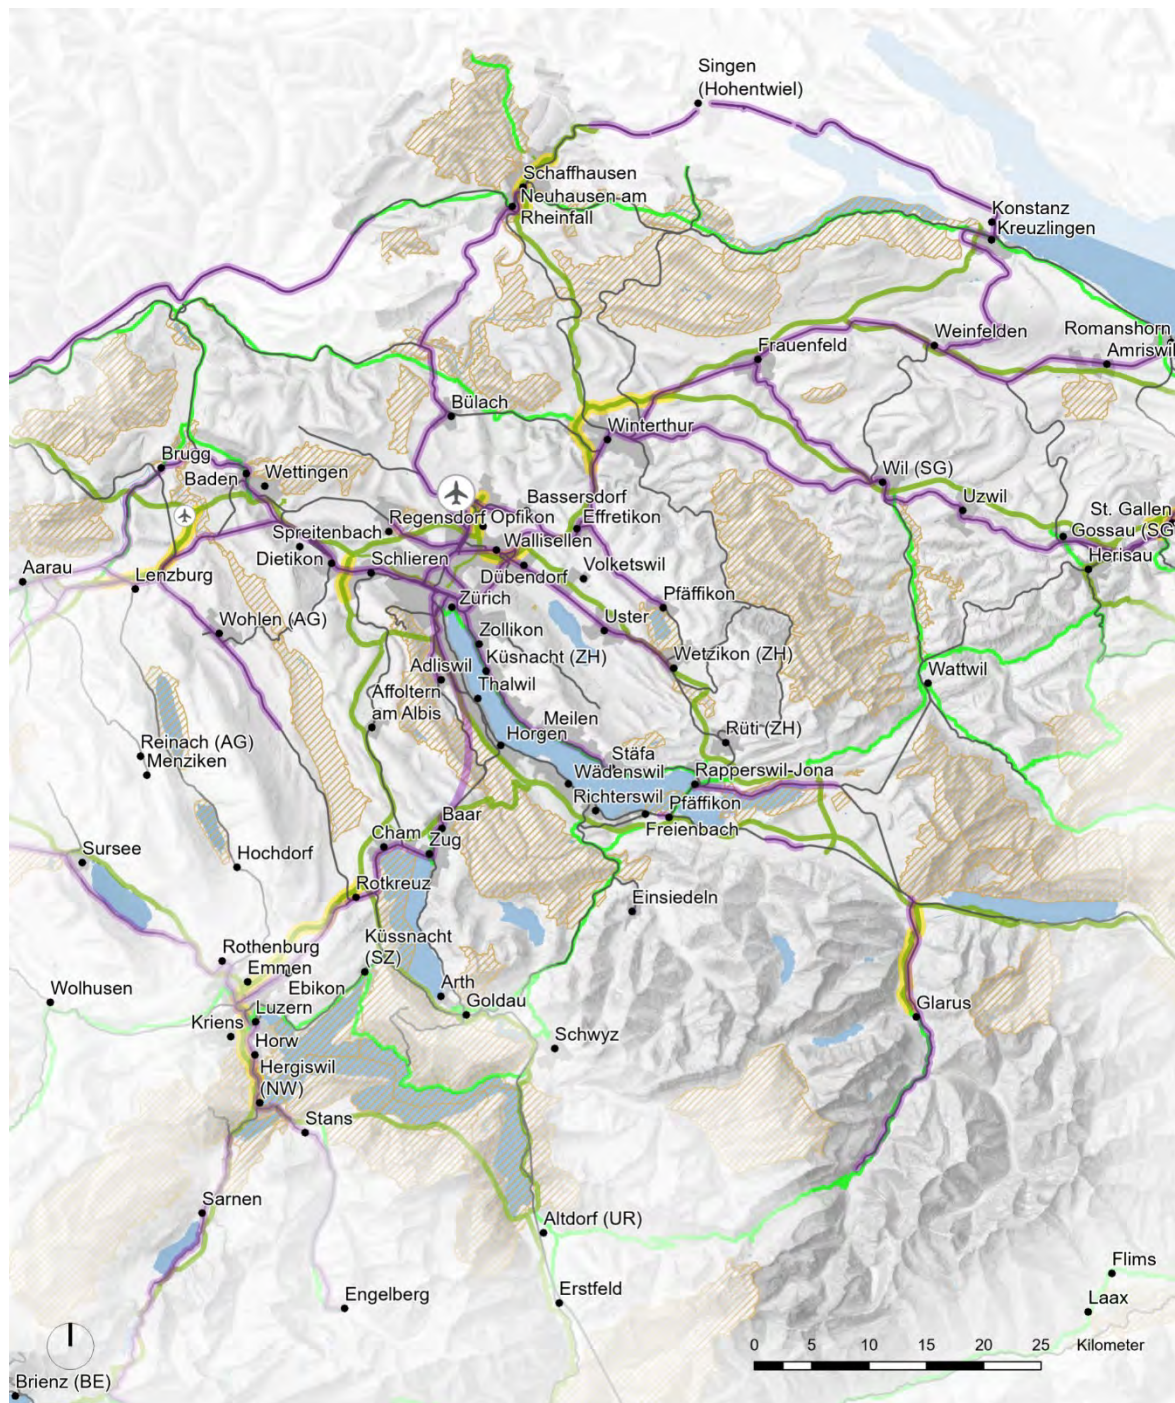 Singen
(Hohentwiel)
Schaffhausen
Neuhausen am
Rheinfall
Konstanz
Kreuzlingen
Weinfelden
Romanshorn
Amriswil
Frauenfeld
Bülach
Winterthur
Brugg
Baden
Wettingen
Wil (SG)
Uzwil
St. Gallen
Gossau (SG
Herisau
Bassersdorf
Effretikon
Regensdorf
Opfikon
Spreitenbach
Wallisellen
Dietikon
Schlieren
Dübendorf
Volketswil
Aarau
Lenzburg
Zürich
Pfäffikon
Wohlen (AG)
Uster
Zollikon
Küsnacht (ZH)
Wetzikon (ZH)
Adliswil
Thalwil
Wattwil
Affoltern
am Albis
Meilen
Horgen
Rüti (ZH)
Reinach (AG)
Menziken
Stäfa
Wädenswil
Rapperswil-Jona
Richterswil
Pfäffikon
Freienbach
Baar
Cham
Zug
Sursee
Hochdorf
Rotkreuz
Einsiedeln
Küssnacht
(SZ)
Rothenburg
Emmen
Ebikon
Arth
Goldau
Wolhusen
Luzern
Kriens
Horw
Glarus
Schwyz
Hergiswil
(NW)
Stans
Sarnen
Altdorf (UR)
Engelberg
Erstfeld
Flims
Laax
0 5 10 15 20 25 Kilometer
Brienz (BE)